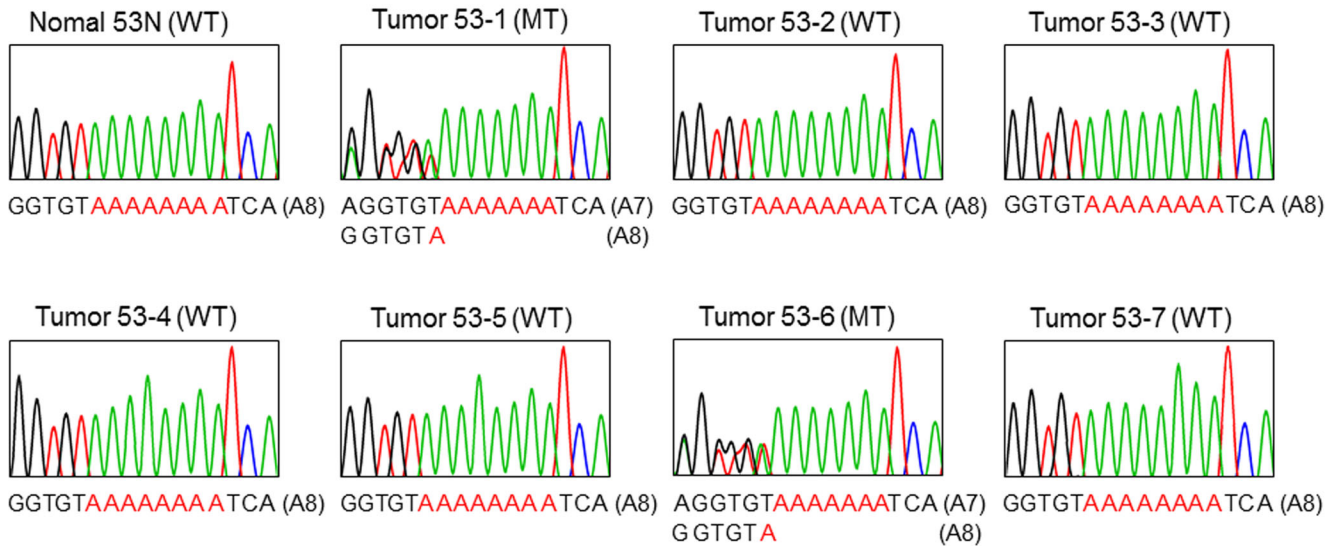 Nomal 53N (WT)
Tumor 53-1 (MT)
Tumor 53-2 (WT)
Tumor 53-3 (WT)
GGTGTAAAAAAAATCA (A8)
AGGTGTAAAAAAATCA (A7)
GGTGTA (A8)
GGTGTAAAAAAAATCA (A8)
GGTGTAAAAAAAATCA (A8)
Tumor 53-4 (WT)
Tumor 53-5 (WT)
Tumor 53-6 (MT)
Tumor 53-7 (WT)
GGTGTAAAAAAAATCA (A8)
GGTGTAAAAAAAATCA (A8)
AGGTGTAAAAAAATCA (A7)
GGTGTA (A8)
GGTGTAAAAAAAATCA (A8)